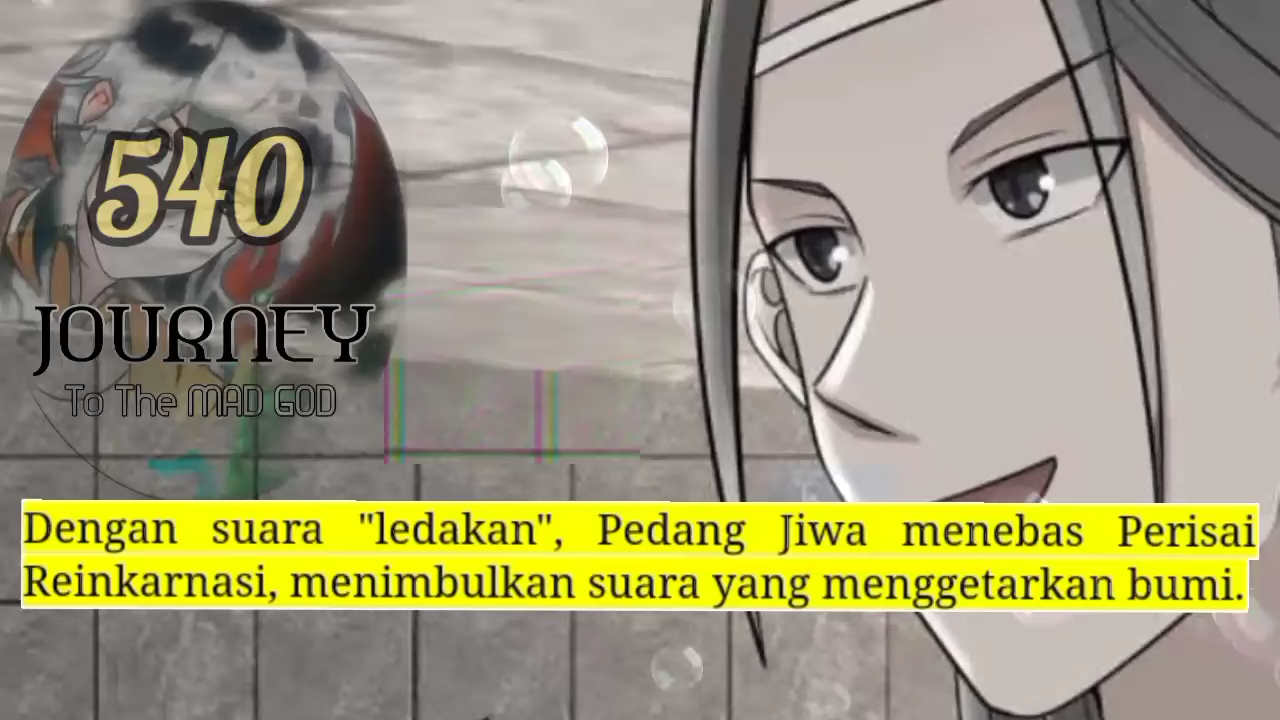 540
JOURNEY
To The MAD GOD
Dengan suara "ledakan", Pedang Jiwa menebas Perisai
Reinkarnasi, menimbulkan suara yang menggetarkan bumi.